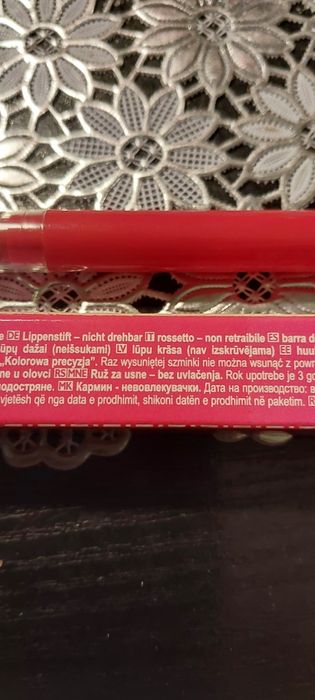 e DE Lippenstift – nicht drehbar IT rossetto – non retraibile ES barra d
lūpų dažai (neišsukami) LV lūpu krāsa (nav izskrūvējama) EE huu
„Kolorowa precyzja". Raz wysuniętej szminki nie można wsunąć z powr
ne u olovci RS MNE Ruž za usne – bez uvlačenja. Rok upotrebe je 3 go
водостряне. MK Кармин - невовлекувачки. Дата на производство: в
vjetësh që nga data e prodhimit, shikoni datën e prodhimit në paketim. R